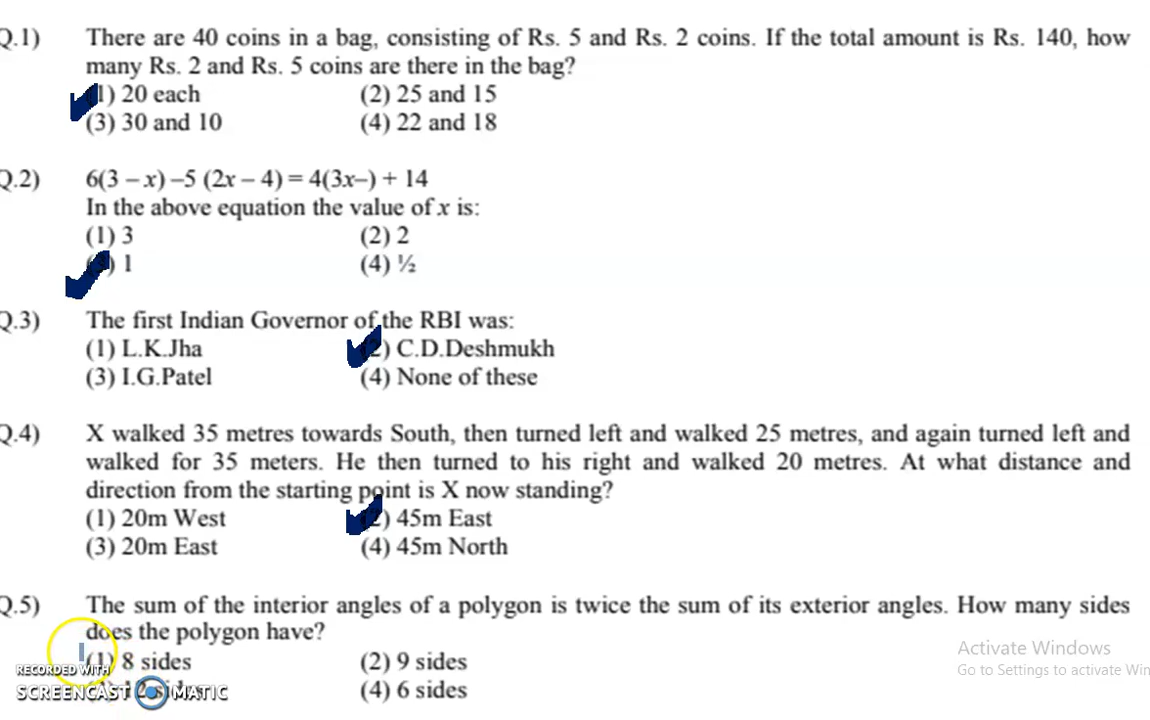 Q.1) There are 40 coins in a bag, consisting of Rs. 5 and Rs. 2 coins. If the total amount is Rs. 140, how
many Rs. 2 and Rs. 5 coins are there in the bag?
1) 20 each (2) 25 and 15
(3) 30 and 10 (4) 22 and 18
Q.2) 6(3 – x) –5 (2x – 4) = 4(3x–) + 14
In the above equation the value of x is:
(1) 3 (2) 2
) 1 (4) ½
Q.3) The first Indian Governor of the RBI was:
(1) L.K.Jha 2) C.D.Deshmukh
(3) I.G.Patel (4) None of these
Q.4) X walked 35 metres towards South, then turned left and walked 25 metres, and again turned left and
walked for 35 meters. He then turned to his right and walked 20 metres. At what distance and
direction from the starting point is X now standing?
(1) 20m West 2) 45m East
(3) 20m East (4) 45m North
Q.5) The sum of the interior angles of a polygon is twice the sum of its exterior angles. How many sides
does the polygon have?
(1) 8 sides (2) 9 sides
(4) 6 sides
RECORDED WITH
SCREENCAST MATIC
Activate Windows
Go to Settings to activate Win